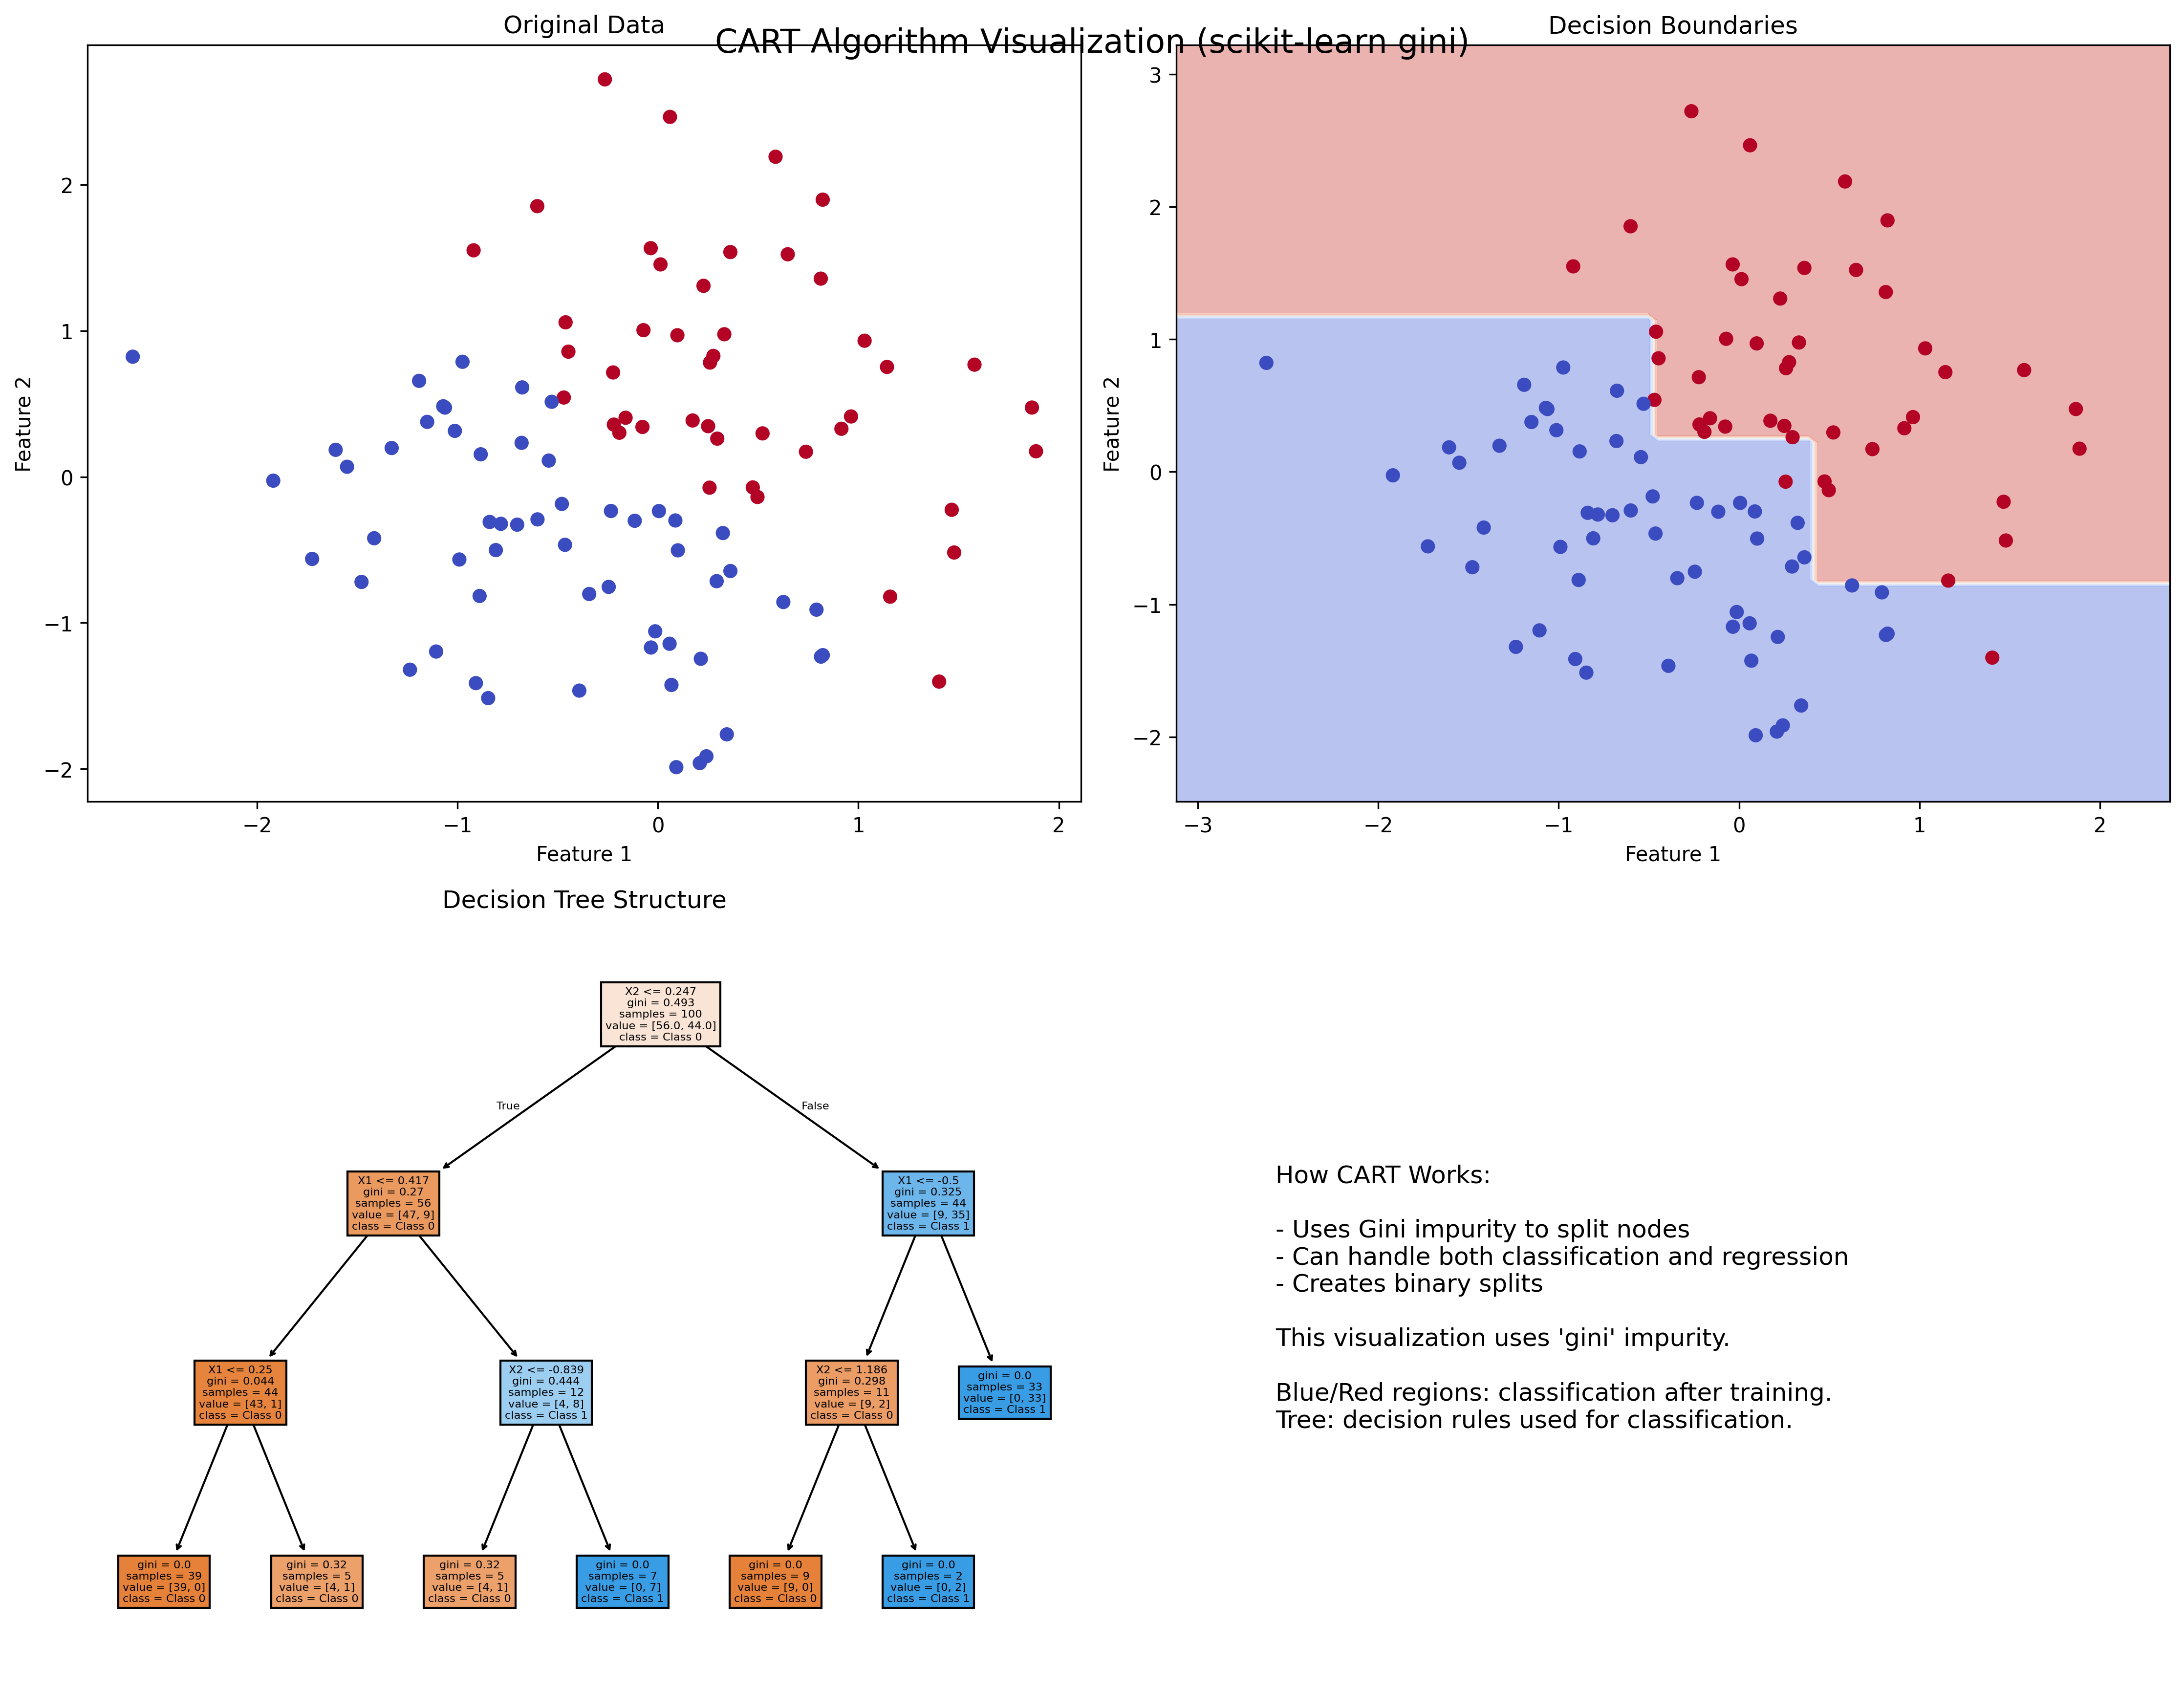 CART Algorithm Visualization (scikit-learn gini)
Original Data
Feature 2
2
1
0
−1
−2
−2
−1
0
1
2
Feature 1
Decision Boundaries
Feature 2
3
2
1
0
−1
−2
−3
−2
−1
0
1
2
Feature 1
Decision Tree Structure
X2 <= 0.247
gini = 0.493
samples = 100
value = [56.0, 44.0]
class = Class 0
True
False
X1 <= 0.417
gini = 0.27
samples = 56
value = [47, 9]
class = Class 0
X1 <= -0.5
gini = 0.325
samples = 44
value = [9, 35]
class = Class 1
X1 <= 0.25
gini = 0.044
samples = 44
value = [43, 1]
class = Class 0
X2 <= -0.839
gini = 0.444
samples = 12
value = [4, 8]
class = Class 1
X2 <= 1.186
gini = 0.298
samples = 11
value = [9, 2]
class = Class 0
gini = 0.0
samples = 33
value = [0, 33]
class = Class 1
gini = 0.0
samples = 39
value = [39, 0]
class = Class 0
gini = 0.32
samples = 5
value = [4, 1]
class = Class 0
gini = 0.32
samples = 5
value = [4, 1]
class = Class 0
gini = 0.0
samples = 7
value = [0, 7]
class = Class 1
gini = 0.0
samples = 9
value = [9, 0]
class = Class 0
gini = 0.0
samples = 2
value = [0, 2]
class = Class 1
How CART Works:
- Uses Gini impurity to split nodes
- Can handle both classification and regression
- Creates binary splits
This visualization uses 'gini' impurity.
Blue/Red regions: classification after training.
Tree: decision rules used for classification.